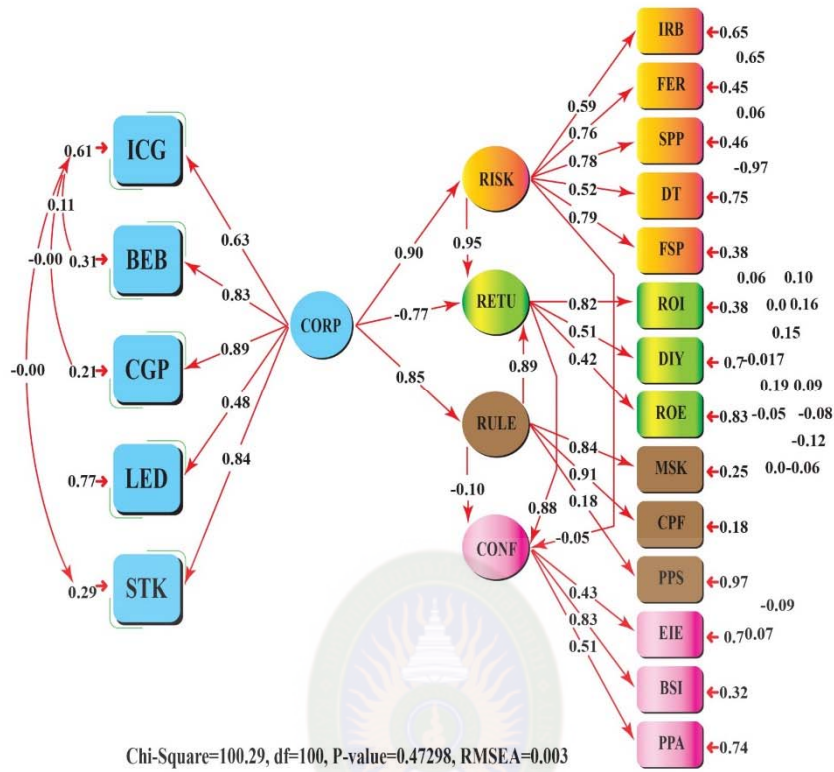 IRB
0.65
0.65
FER
0.45
0.06
SPP
0.46
-0.97
DT
0.75
FSP
0.38
0.59
0.76
0.78
0.52
0.79
RISK
0.61
ICG
0.11
-0.00
0.31
BEB
-0.00
0.21
CGP
0.77
LED
0.29
STK
0.63
0.83
0.89
0.48
0.84
CORP
0.90
-0.77
0.85
0.95
RETU
0.89
RULE
-0.10
CONF
0.88
-0.05
0.82
0.51
0.42
0.06 0.10
ROI
0.38
0.0 0.16
0.15
DIY
0.7
-0.017
0.19 0.09
ROE
0.83
-0.05 -0.08
-0.12
0.84
0.91
0.18
MSK
0.25
0.0 -0.06
CPF
0.18
PPS
0.97
-0.09
0.43
0.83
0.51
EIE
0.7
0.07
BSI
0.32
PPA
0.74
Chi-Square=100.29, df=100, P-value=0.47298, RMSEA=0.003